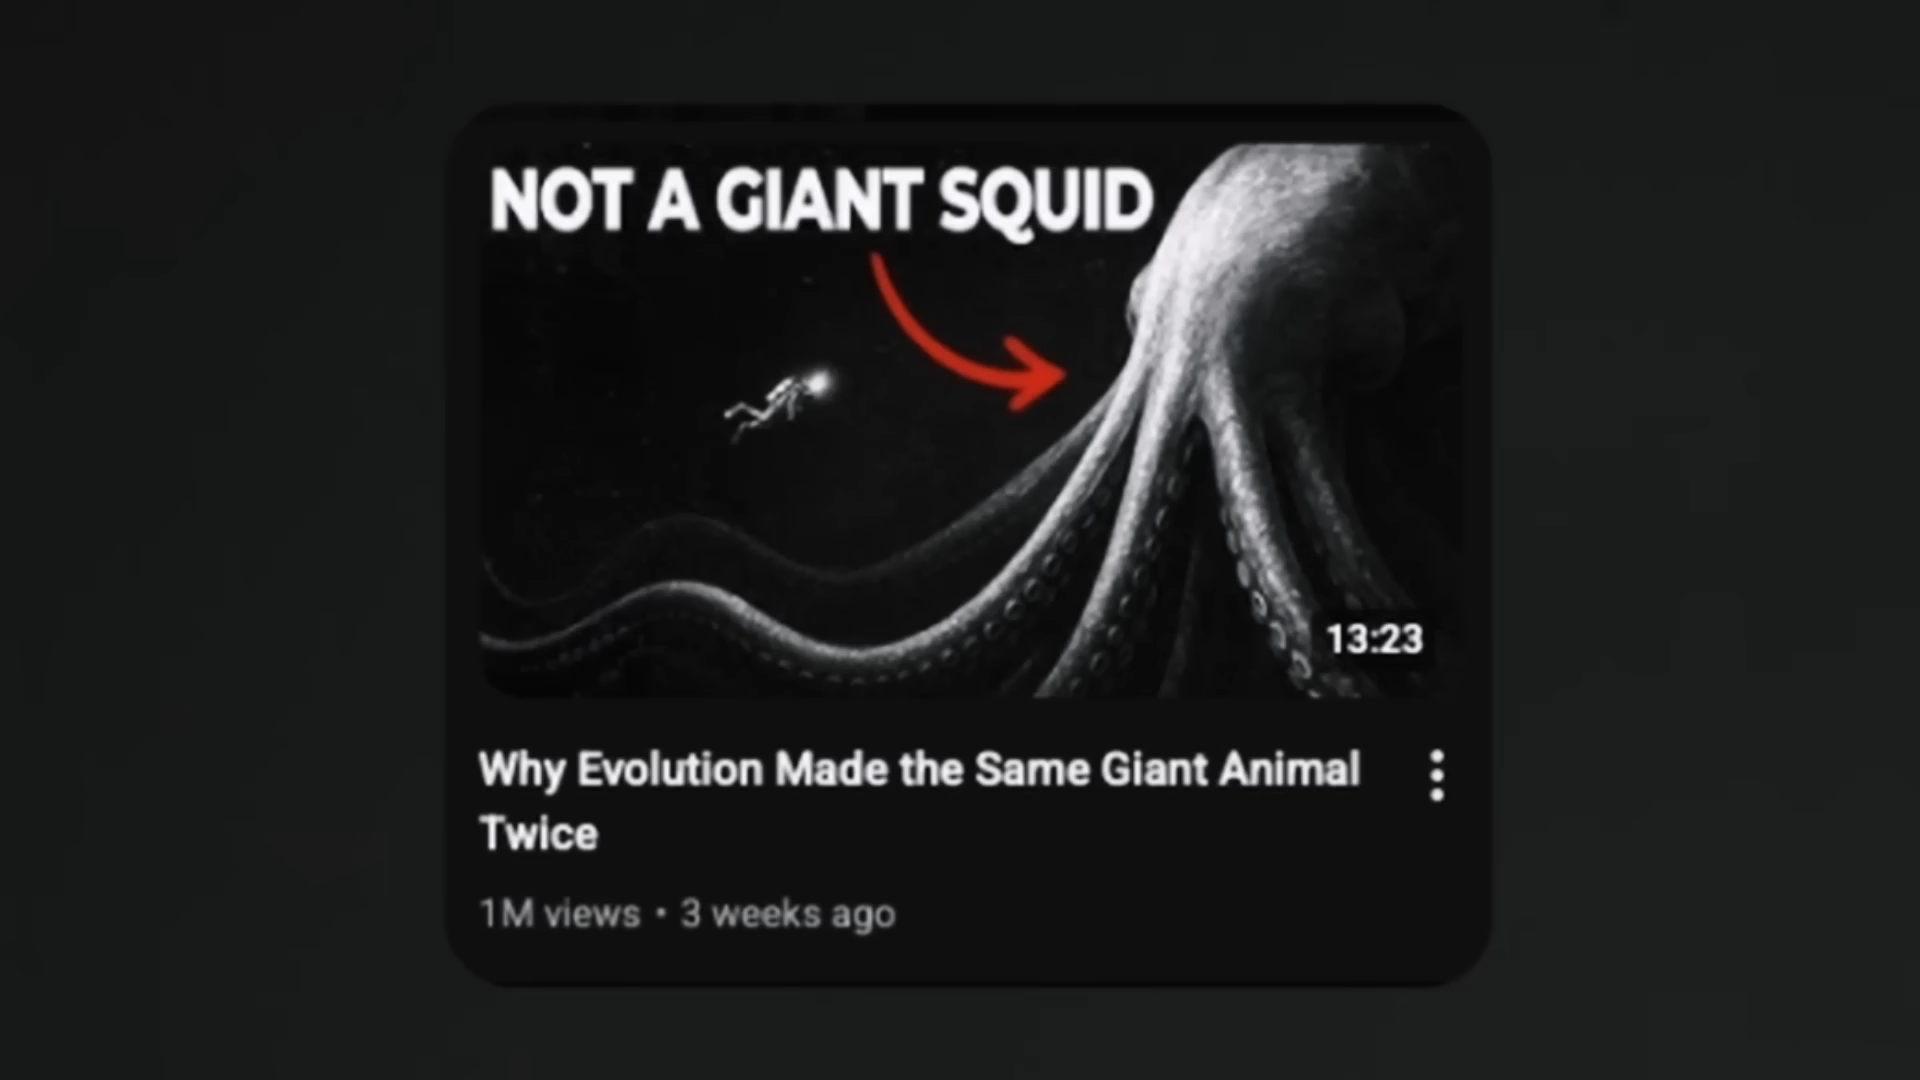 NOT A GIANT SQUID
13:23
Why Evolution Made the Same Giant Animal
Twice
1M views • 3 weeks ago